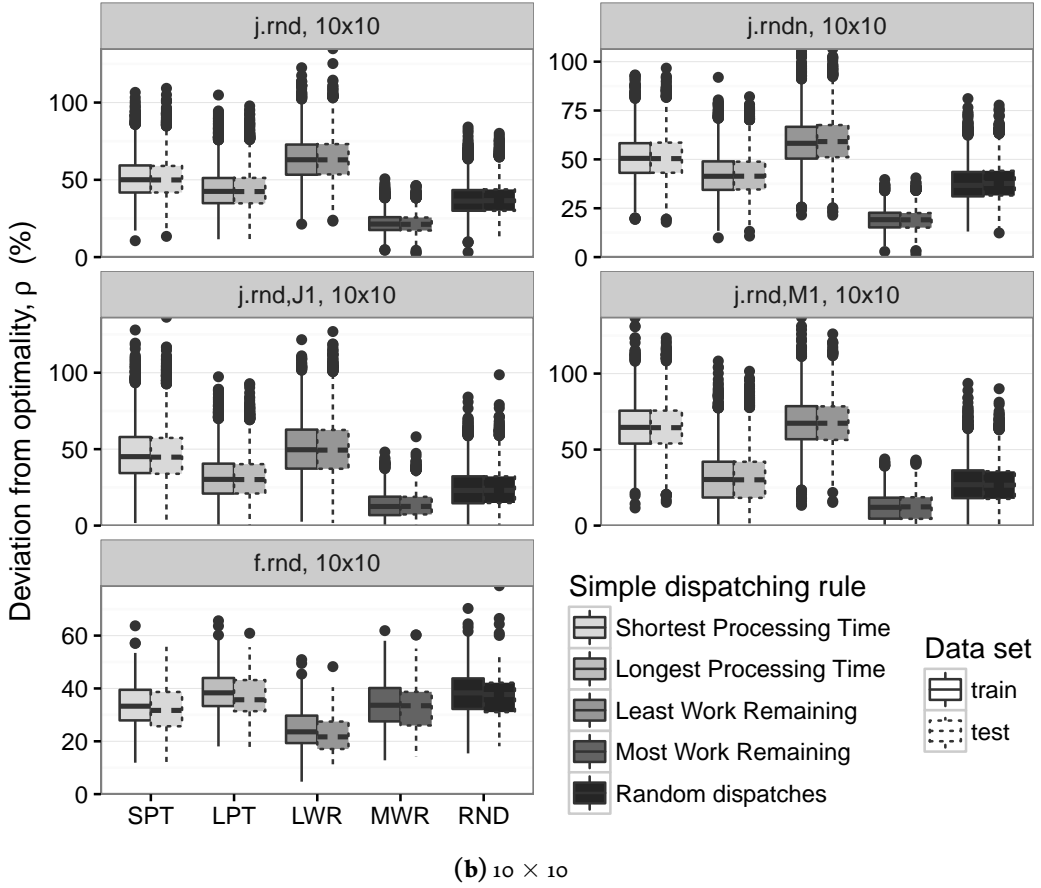 j.rnd, 10x10
j.rndn, 10x10
100
50
0
100
75
50
25
0
j.rnd,J1, 10x10
j.rnd,M1, 10x10
100
50
0
100
50
0
f.rnd, 10x10
60
40
20
0
SPT LPT LWR MWR RND
Deviation from optimality, ρ (%)
Simple dispatching rule
Shortest Processing Time
Longest Processing Time
Least Work Remaining
Most Work Remaining
Random dispatches
Data set
train
test
(b) 10 × 10